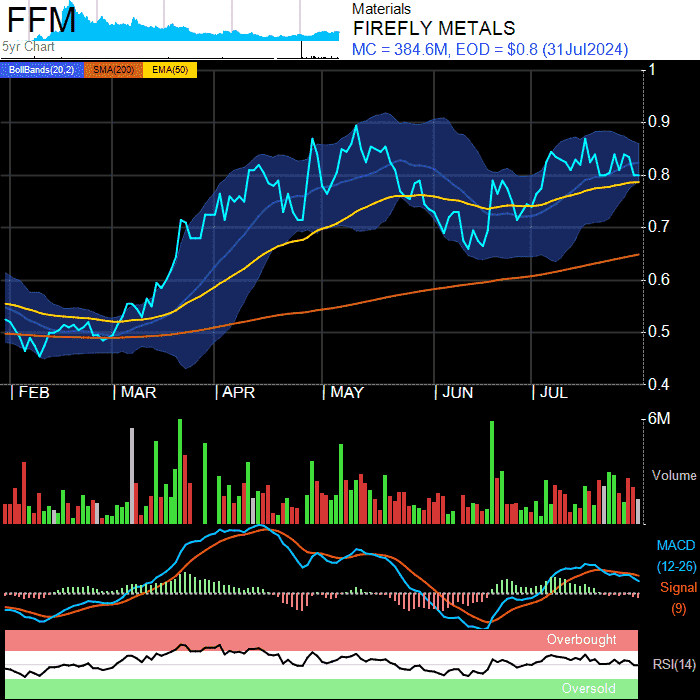 FFM
5yr Chart
Materials
FIREFLY METALS
MC = 384.6M, EOD = $0.8 (31Jul2024)
BollBands(20,2) SMA(200) EMA(50)
1
0.9
0.8
0.7
0.6
0.5
0.4
FEB MAR APR MAY JUN JUL
6M
Volume
MACD
(12-26)
Signal
(9)
Overbought
RSI(14)
Oversold